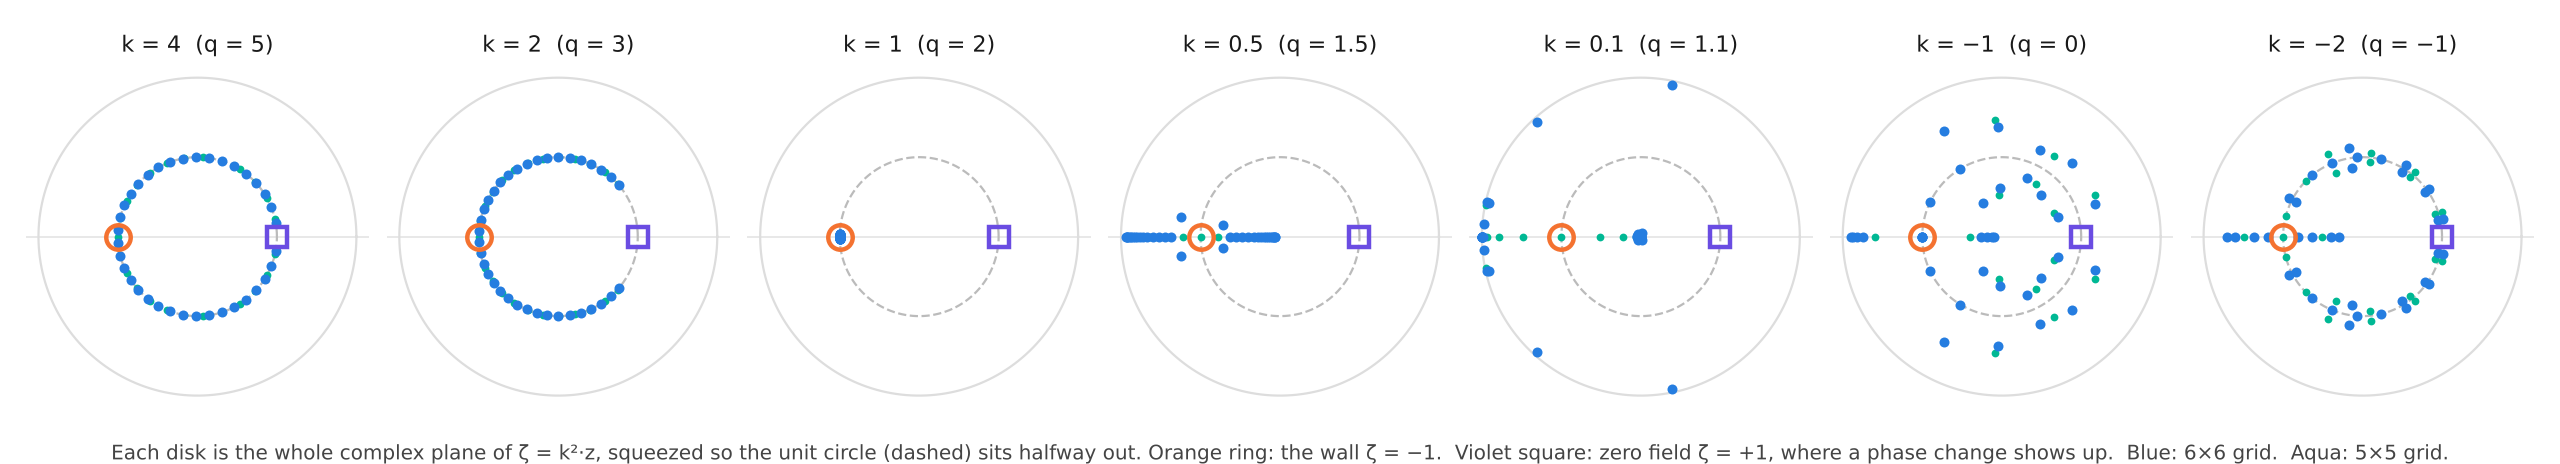 k = 4 (q = 5)
k = 2 (q = 3)
k = 1 (q = 2)
k = 0.5 (q = 1.5)
k = 0.1 (q = 1.1)
k = −1 (q = 0)
k = −2 (q = −1)
Each disk is the whole complex plane of ζ = k²·z, squeezed so the unit circle (dashed) sits halfway out. Orange ring: the wall ζ = −1. Violet square: zero field ζ = +1, where a phase change shows up. Blue: 6×6 grid. Aqua: 5×5 grid.